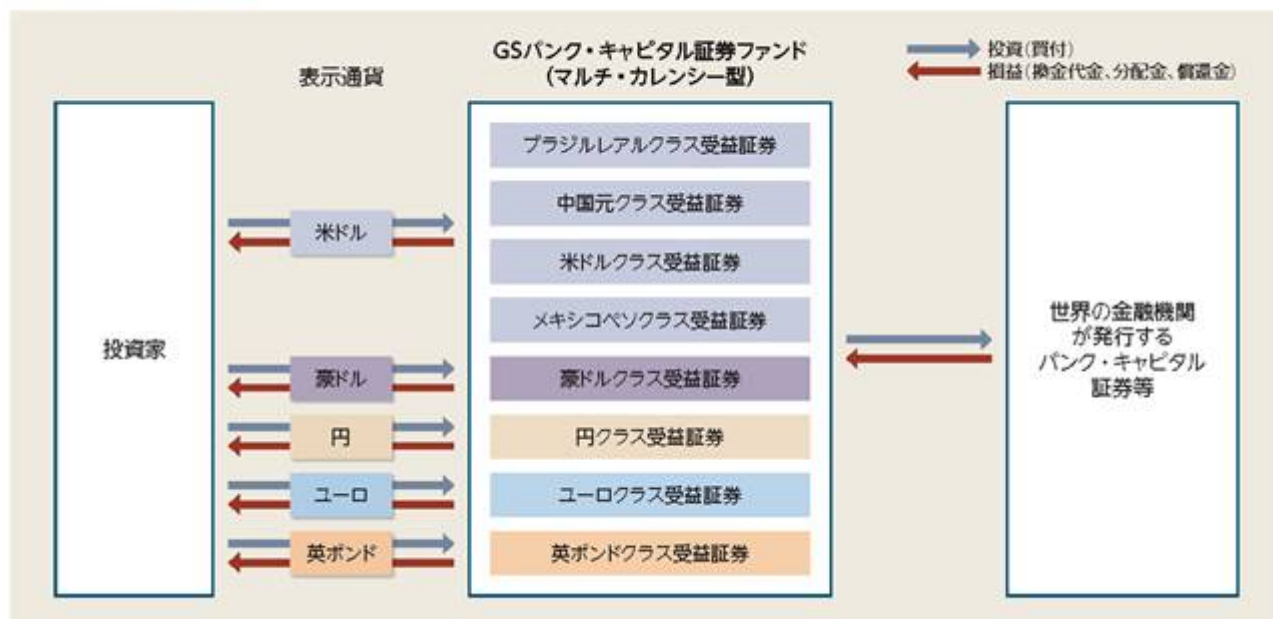 GSバンク・キャピタル証券ファンド
(マルチ・カレンシー型)
表示通貨
投資(買付)
損益(換金代金、分配金、償還金)
投資家
米ドル
豪ドル
円
ユーロ
英ポンド
ブラジルレアルクラス受益証券
中国元クラス受益証券
米ドルクラス受益証券
メキシコペソクラス受益証券
豪ドルクラス受益証券
円クラス受益証券
ユーロクラス受益証券
英ポンドクラス受益証券
世界の金融機関
が発行する
バンク・キャピタル
証券等